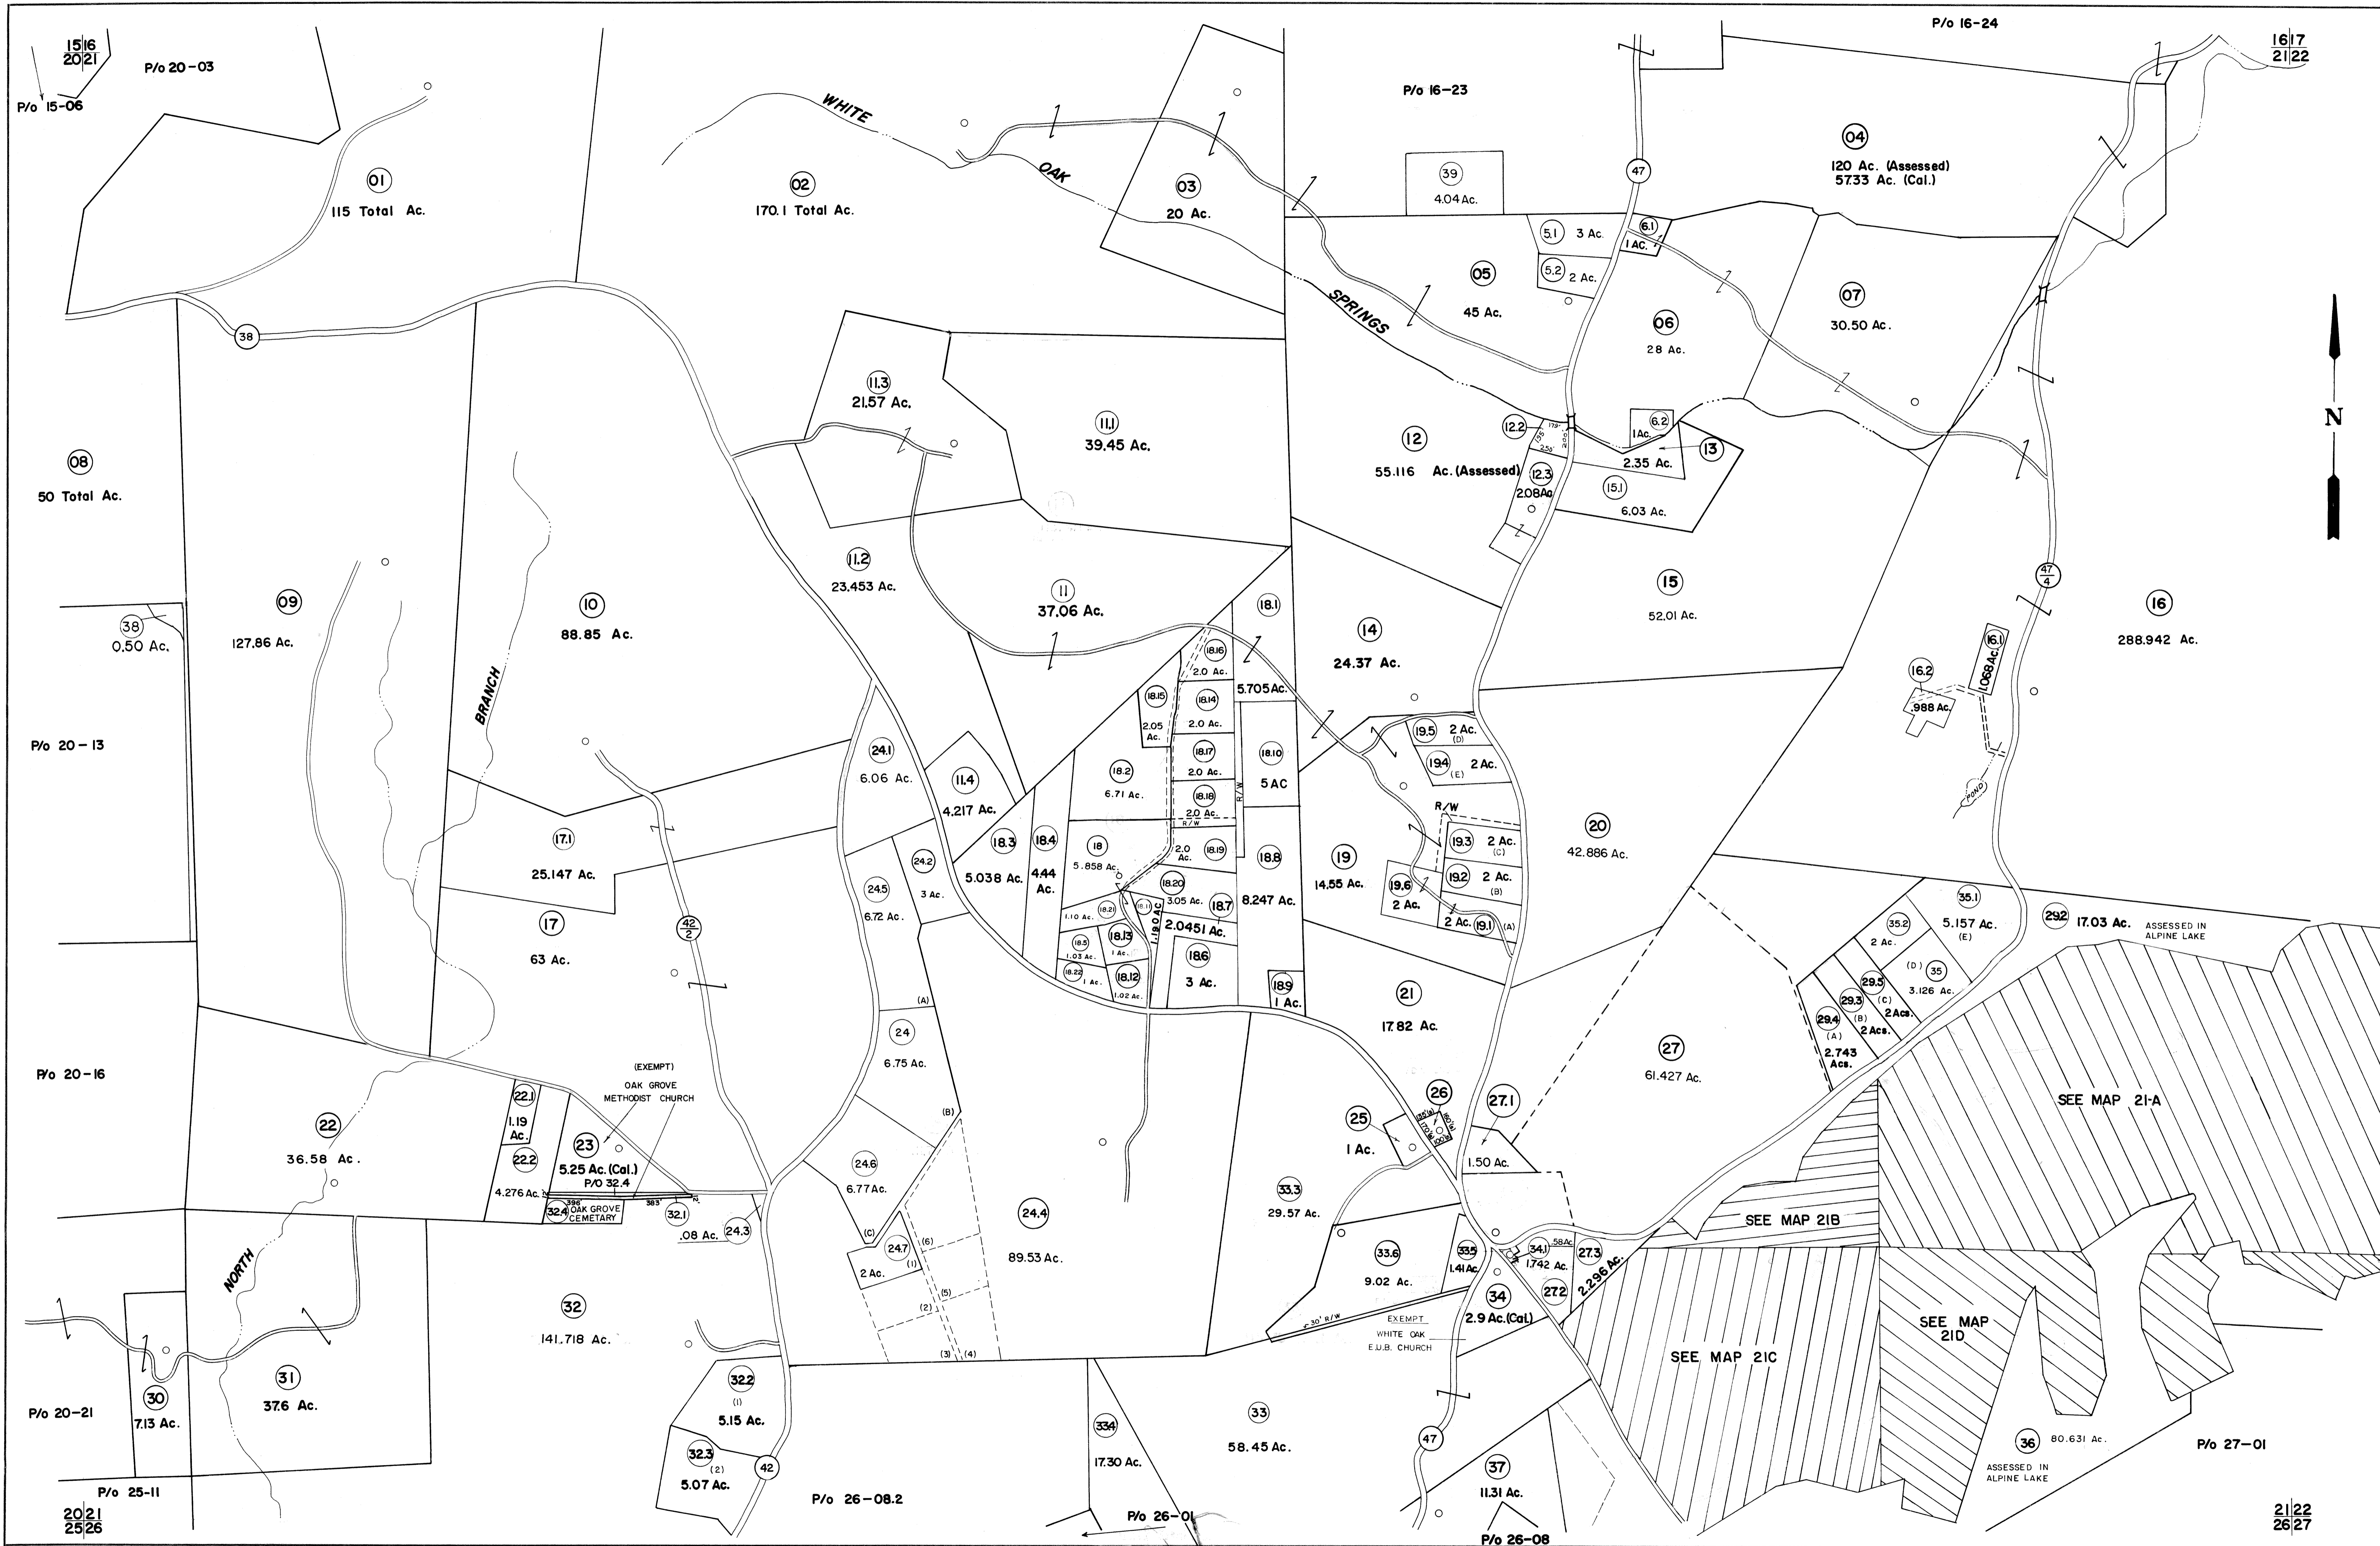 15 16
20 21
P/o 20-03
P/o 15-06
P/o 16-24
16 17
21 22
P/o 16-23
WHITE
OAK
SPRINGS
01
115 Total Ac.
02
170.1 Total Ac.
03
20 Ac.
39
4.04 Ac.
47
04
120 Ac. (Assessed)
57.33 Ac. (Cal.)
5.1 3 Ac.
5.2 2 Ac.
6.1
1 AC.
05
45 Ac.
06
28 Ac.
07
30.50 Ac.
N
38
08
50 Total Ac.
11.3
21.57 Ac.
11.1
39.45 Ac.
12
55.116 Ac. (Assessed)
12.2
179'
135'
200'
250'
12.3
2.08 Ac
6.2
1 Ac.
13
2.35 Ac.
15.1
6.03 Ac.
38
0.50 Ac.
09
127.86 Ac.
10
88.85 Ac.
BRANCH
11.2
23.453 Ac.
11
37.06 Ac.
14
24.37 Ac.
15
52.01 Ac.
47
4
16
288.942 Ac.
16.1
1.068 Ac.
16.2
.988 Ac.
POND
P/o 20-13
18.1
5.705 Ac.
18.16
2.0 Ac.
18.15
2.05
Ac.
18.14
2.0 Ac.
18.17
2.0 Ac.
18.10
5 AC
R/W
18.2
6.71 Ac.
18.18
2.0 Ac.
R/W
18.19
2.0
Ac.
18.8
8.247 Ac.
18.3
5.038 Ac.
18.4
4.44
Ac.
18
5.858 Ac.
18.20
3.05 Ac.
18.7
2.0451 Ac.
18.21
1.10 Ac.
18.11
1.190 AC
18.5
1.03 Ac.
18.13
1 Ac.
18.22
1 Ac.
18.12
1.02 Ac.
18.6
3 Ac.
18.9
1 Ac.
19.5 2 Ac.
(D)
19.4 2 Ac.
(E)
R/W
19.3 2 Ac.
(C)
19.2 2 Ac.
(B)
19.1 2 Ac.
(A)
19.6
2 Ac.
19
14.55 Ac.
20
42.886 Ac.
24.1
6.06 Ac.
11.4
4.217 Ac.
24.2
3 Ac.
24.5
6.72 Ac.
(A)
17.1
25.147 Ac.
17
63 Ac.
42
2
24
6.75 Ac.
(B)
21
17.82 Ac.
27
61.427 Ac.
35.2
2 Ac.
35.1
5.157 Ac.
(E)
(D) 35
3.126 Ac.
29.5
(C)
2 Acs.
29.3
(B)
2 Acs.
29.4
(A)
2.743
Acs.
29.2 17.03 Ac. ASSESSED IN
ALPINE LAKE
SEE MAP 21-A
P/o 20-16
22
36.58 Ac.
22.1
1.19
Ac.
22.2
4.276 Ac.
(EXEMPT)
OAK GROVE
METHODIST CHURCH
23
5.25 Ac. (Cal.)
P/O 32.4
396'
383'
32.4
OAK GROVE
CEMETARY
32.1
.08 Ac. 24.3
24.6
6.77 Ac.
(C)
24.7
(1)
2 Ac.
(6)
(5)
(2)
(3) (4)
24.4
89.53 Ac.
25
1 Ac.
26
27.1
1.50 Ac.
33.3
29.57 Ac.
33.6
9.02 Ac.
33.5
1.41 Ac.
30' R/W
34
2.9 Ac. (Cal.)
EXEMPT
WHITE OAK
E.U.B. CHURCH
34.1
.58 Ac.
1.742 Ac.
27.2
27.3
2.296 Ac.
SEE MAP 21B
SEE MAP 21C
SEE MAP
21D
NORTH
30
7.13 Ac.
31
37.6 Ac.
32
141.718 Ac.
32.2
(1)
5.15 Ac.
32.3
(2)
5.07 Ac.
42
33.4
17.30 Ac.
33
58.45 Ac.
47
37
11.31 Ac.
36 80.631 Ac.
ASSESSED IN
ALPINE LAKE
P/o 27-01
P/o 20-21
P/o 25-11
20 21
25 26
P/o 26-08.2
P/o 26-01
P/o 26-08
21 22
26 27